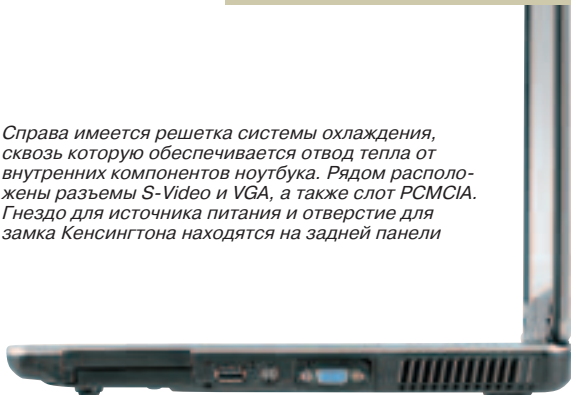 Справа имеется решетка системы охлаждения,
сквозь которую обеспечивается отвод тепла от
внутренних компонентов ноутбука. Рядом располо-
жены разъемы S-Video и VGA, а также слот PCMCIA.
Гнездо для источника питания и отверстие для
замка Кенсингтона находятся на задней панели